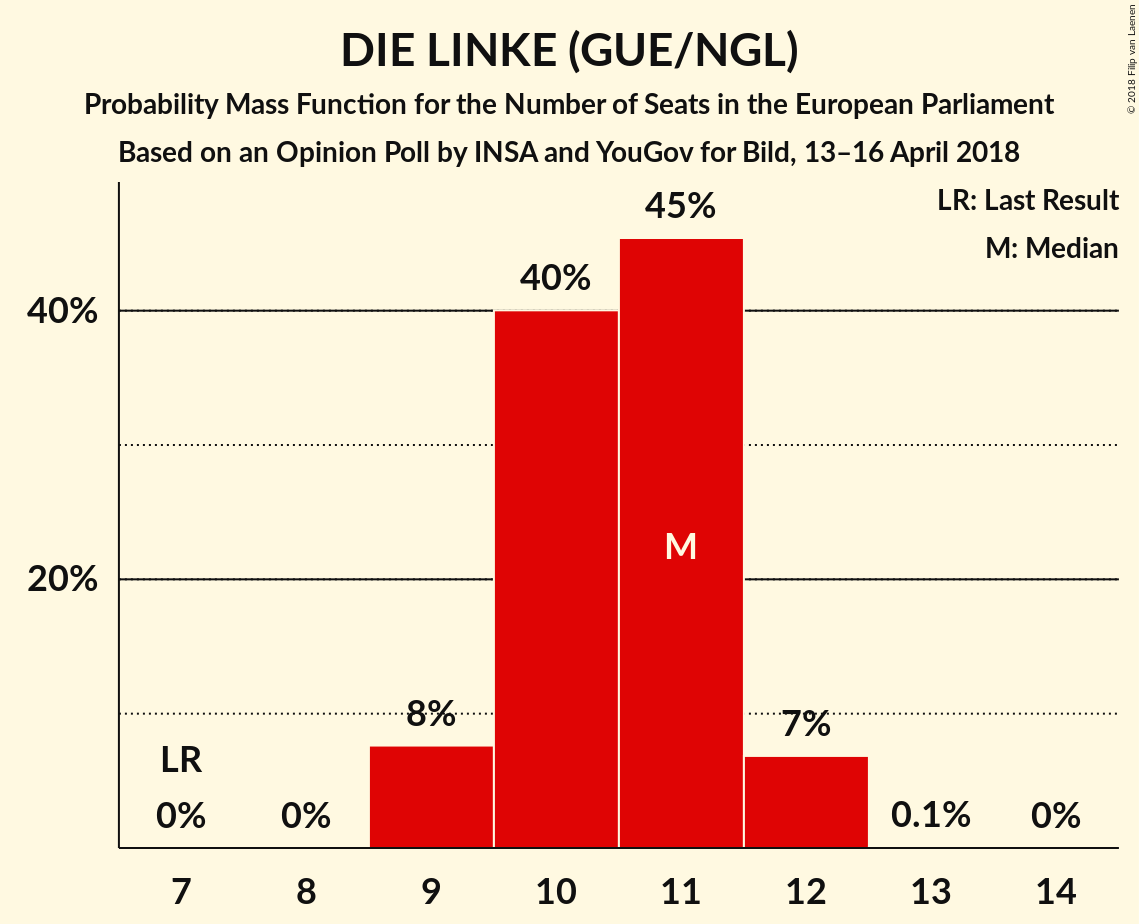 DIE LINKE (GUE/NGL)
Probability Mass Function for the Number of Seats in the European Parliament
Based on an Opinion Poll by INSA and YouGov for Bild, 13–16 April 2018
© 2018 Filip van Laenen
LR: Last Result
M: Median
45%
40%
40%
M
20%
8%
7%
LR
0%
0%
0.1%
0%
7
8
9
10
11
12
13
14